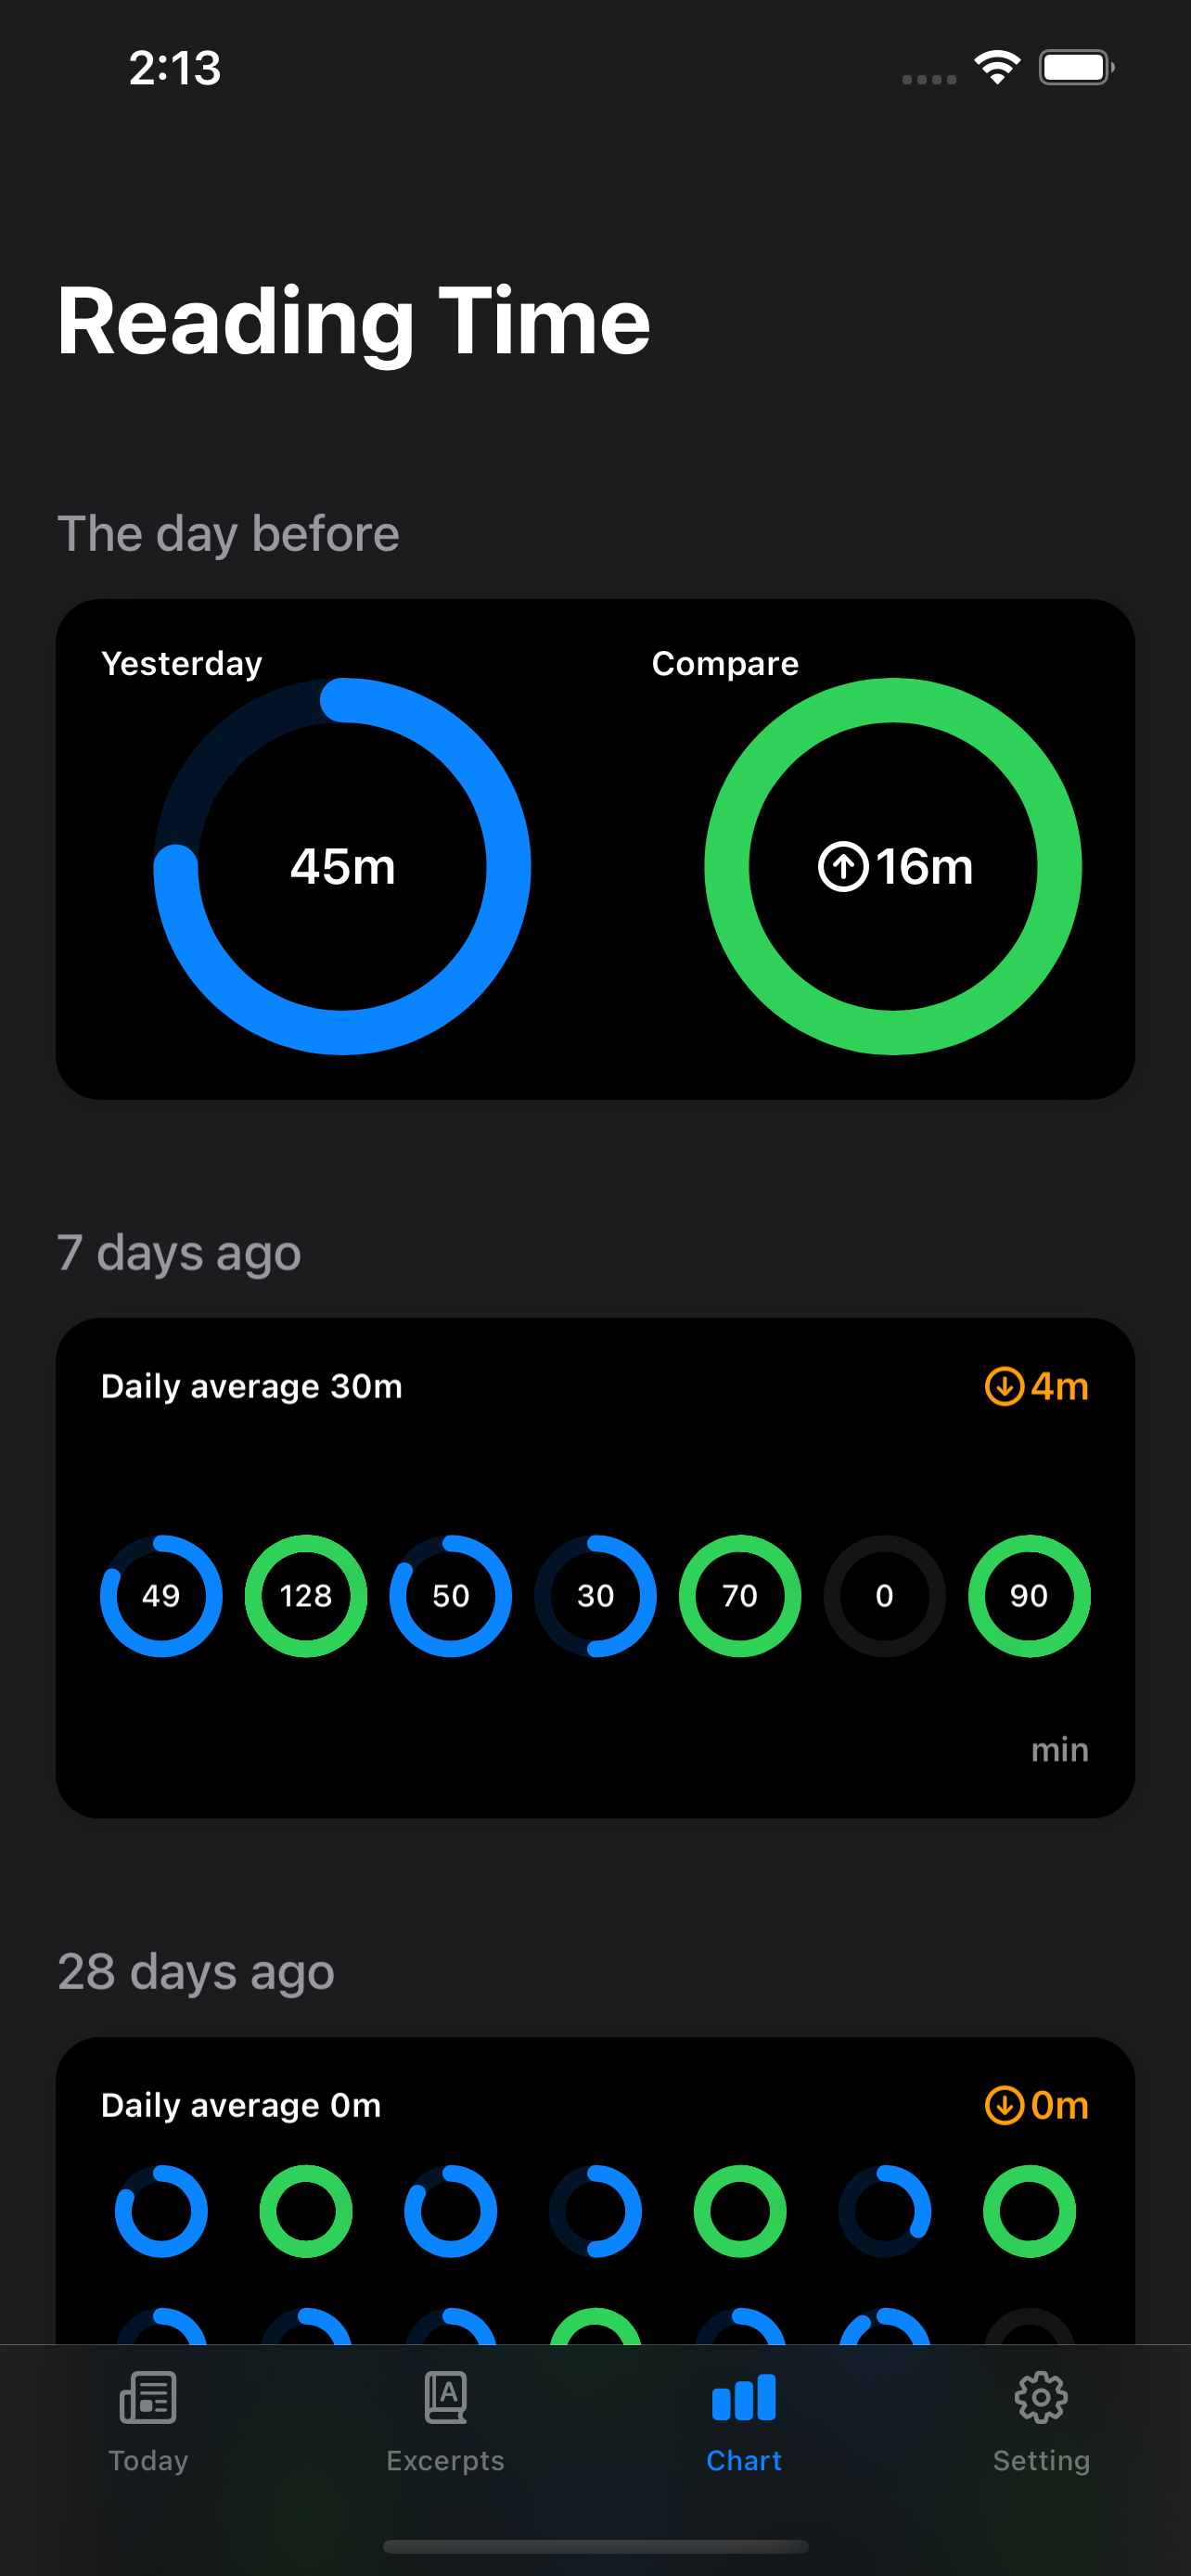 2:13
Reading Time
The day before
Yesterday
Compare
45m
16m
7 days ago
Daily average 30m
4m
49 128 50 30 70 0 90
min
28 days ago
Daily average 0m
0m
A
Today Excerpts Chart Setting